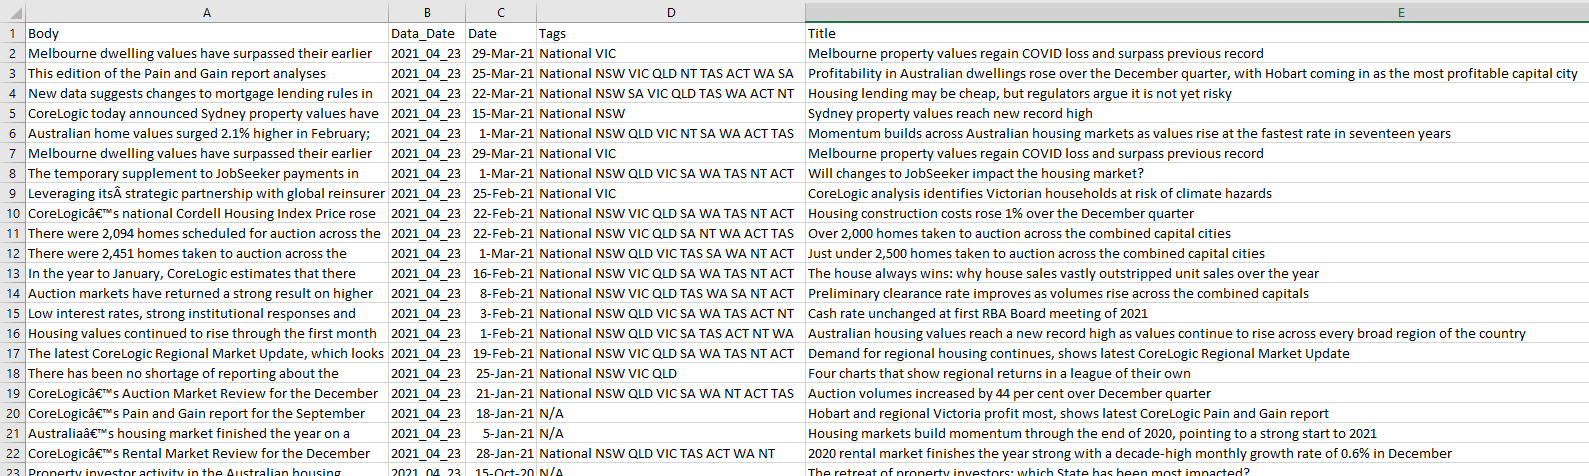 A B C D E
1 Body Data_Date Date Tags Title
2 Melbourne dwelling values have surpassed their earlier 2021_04_23 29-Mar-21 National VIC Melbourne property values regain COVID loss and surpass previous record
3 This edition of the Pain and Gain report analyses 2021_04_23 25-Mar-21 National NSW VIC QLD NT TAS ACT WA SA Profitability in Australian dwellings rose over the December quarter, with Hobart coming in as the most profitable capital city
4 New data suggests changes to mortgage lending rules in 2021_04_23 22-Mar-21 National NSW SA VIC QLD TAS WA ACT NT Housing lending may be cheap, but regulators argue it is not yet risky
5 CoreLogic today announced Sydney property values have 2021_04_23 15-Mar-21 National NSW Sydney property values reach new record high
6 Australian home values surged 2.1% higher in February; 2021_04_23 1-Mar-21 National NSW QLD VIC NT SA WA ACT TAS Momentum builds across Australian housing markets as values rise at the fastest rate in seventeen years
7 Melbourne dwelling values have surpassed their earlier 2021_04_23 29-Mar-21 National VIC Melbourne property values regain COVID loss and surpass previous record
8 The temporary supplement to JobSeeker payments in 2021_04_23 1-Mar-21 National NSW QLD VIC SA WA TAS NT ACT Will changes to JobSeeker impact the housing market?
9 Leveraging itsÂ strategic partnership with global reinsurer 2021_04_23 25-Feb-21 National VIC CoreLogic analysis identifies Victorian households at risk of climate hazards
10 CoreLogicâ€™s national Cordell Housing Index Price rose 2021_04_23 22-Feb-21 National NSW VIC QLD SA WA TAS NT ACT Housing construction costs rose 1% over the December quarter
11 There were 2,094 homes scheduled for auction across the 2021_04_23 22-Feb-21 National NSW VIC QLD SA NT WA ACT TAS Over 2,000 homes taken to auction across the combined capital cities
12 There were 2,451 homes taken to auction across the 2021_04_23 1-Mar-21 National NSW QLD VIC TAS SA WA NT ACT Just under 2,500 homes taken to auction across the combined capital cities
13 In the year to January, CoreLogic estimates that there 2021_04_23 16-Feb-21 National NSW VIC QLD SA WA TAS NT ACT The house always wins: why house sales vastly outstripped unit sales over the year
14 Auction markets have returned a strong result on higher 2021_04_23 8-Feb-21 National NSW VIC QLD TAS WA SA NT ACT Preliminary clearance rate improves as volumes rise across the combined capitals
15 Low interest rates, strong institutional responses and 2021_04_23 3-Feb-21 National NSW QLD VIC SA WA TAS ACT NT Cash rate unchanged at first RBA Board meeting of 2021
16 Housing values continued to rise through the first month 2021_04_23 1-Feb-21 National NSW VIC QLD SA TAS ACT NT WA Australian housing values reach a new record high as values continue to rise across every broad region of the country
17 The latest CoreLogic Regional Market Update, which looks 2021_04_23 19-Feb-21 National NSW VIC QLD SA WA TAS NT ACT Demand for regional housing continues, shows latest CoreLogic Regional Market Update
18 There has been no shortage of reporting about the 2021_04_23 25-Jan-21 National NSW VIC QLD Four charts that show regional returns in a league of their own
19 CoreLogicâ€™s Auction Market Review for the December 2021_04_23 21-Jan-21 National NSW QLD VIC SA WA NT ACT TAS Auction volumes increased by 44 per cent over December quarter
20 CoreLogicâ€™s Pain and Gain report for the September 2021_04_23 18-Jan-21 N/A Hobart and regional Victoria profit most, shows latest CoreLogic Pain and Gain report
21 Australiaâ€™s housing market finished the year on a 2021_04_23 5-Jan-21 N/A Housing markets build momentum through the end of 2020, pointing to a strong start to 2021
22 CoreLogicâ€™s Rental Market Review for the December 2021_04_23 28-Jan-21 National NSW QLD VIC TAS ACT WA NT 2020 rental market finishes the year strong with a decade-high monthly growth rate of 0.6% in December
23 Property investor activity in the Australian housing 2021_04_23 15-Oct-20 N/A The retreat of property investors: which State has been most impacted?